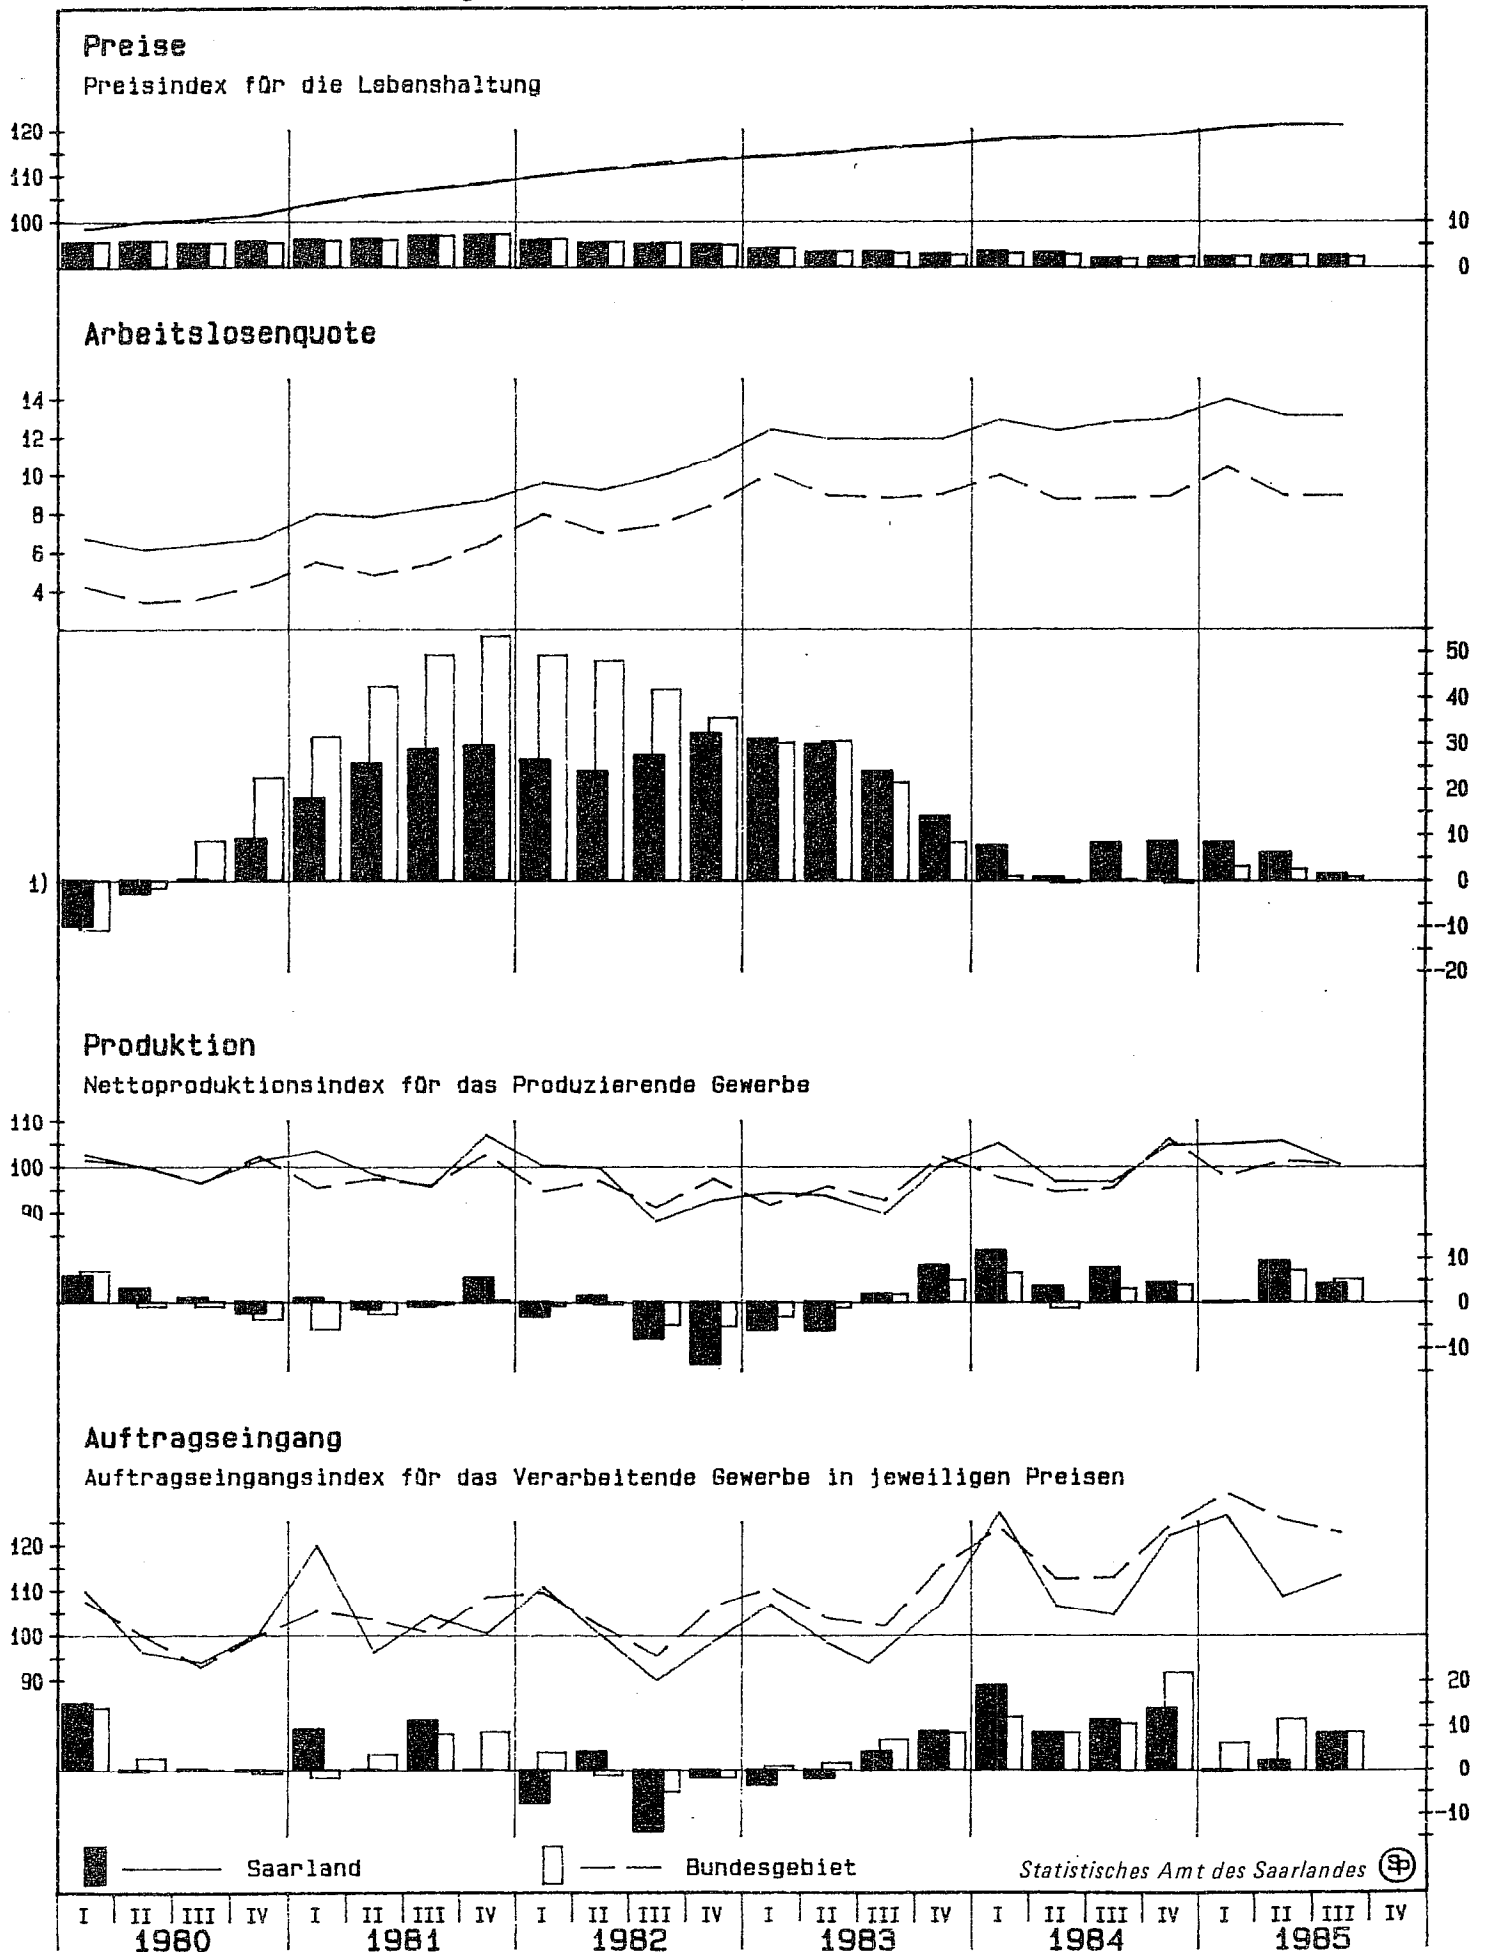 Preise
Preisindex für die Lebenshaltung
120
110
100
10
0
Arbeitslosenquote
14
12
10
8
6
4
50
40
30
20
10
1)
0
-10
-20
Produktion
Nettoproduktionsindex für das Produzierende Gewerbe
110
100
90
10
0
-10
Auftragseingang
Auftragseingangsindex für das Verarbeitende Gewerbe in jeweiligen Preisen
120
110
100
90
20
10
0
-10
Saarland
Bundesgebiet
Statistisches Amt des Saarlandes
I II III IV I II III IV I II III IV I II III IV I II III IV I II III IV
1980 1981 1982 1983 1984 1985